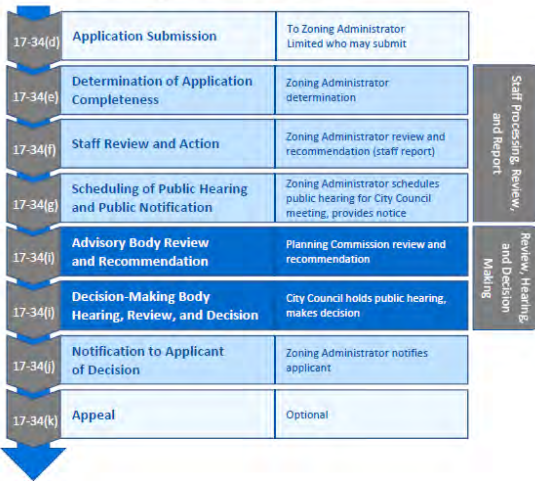 17-34(d)
Application Submission
To Zoning Administrator
Limited who may submit
17-34(e)
Determination of Application
Completeness
Zoning Administrator
determination
17-34(f)
Staff Review and Action
Zoning Administrator review and
recommendation (staff report)
17-34(g)
Scheduling of Public Hearing
and Public Notification
Zoning Administrator schedules
public hearing for City Council
meeting, provides notice
Staff Processing, Review,
and Report
17-34(i)
Advisory Body Review
and Recommendation
Planning Commission review and
recommendation
17-34(i)
Decision-Making Body
Hearing, Review, and Decision
City Council holds public hearing,
makes decision
Review, Hearing,
and Decision
Making
17-34(j)
Notification to Applicant
of Decision
Zoning Administrator notifies
applicant
17-34(k)
Appeal
Optional